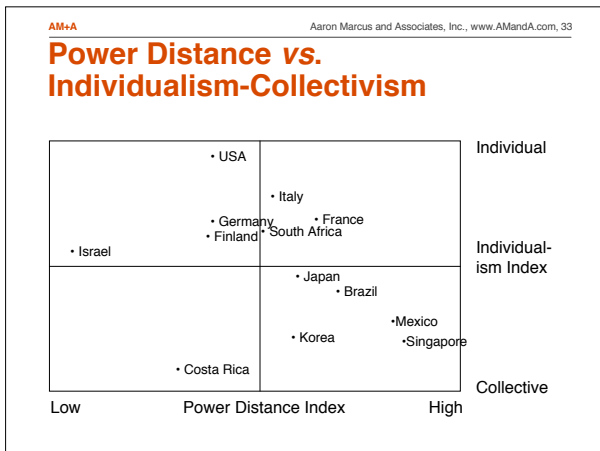 AM+A
Aaron Marcus and Associates, Inc., www.AMandA.com, 33
Power Distance vs.
Individualism-Collectivism
• USA
Individual
• Italy
• Germany
• France
• South Africa
• Finland
• Israel
Individual-
ism Index
• Japan
• Brazil
•Mexico
• Korea
•Singapore
• Costa Rica
Collective
Low
Power Distance Index
High